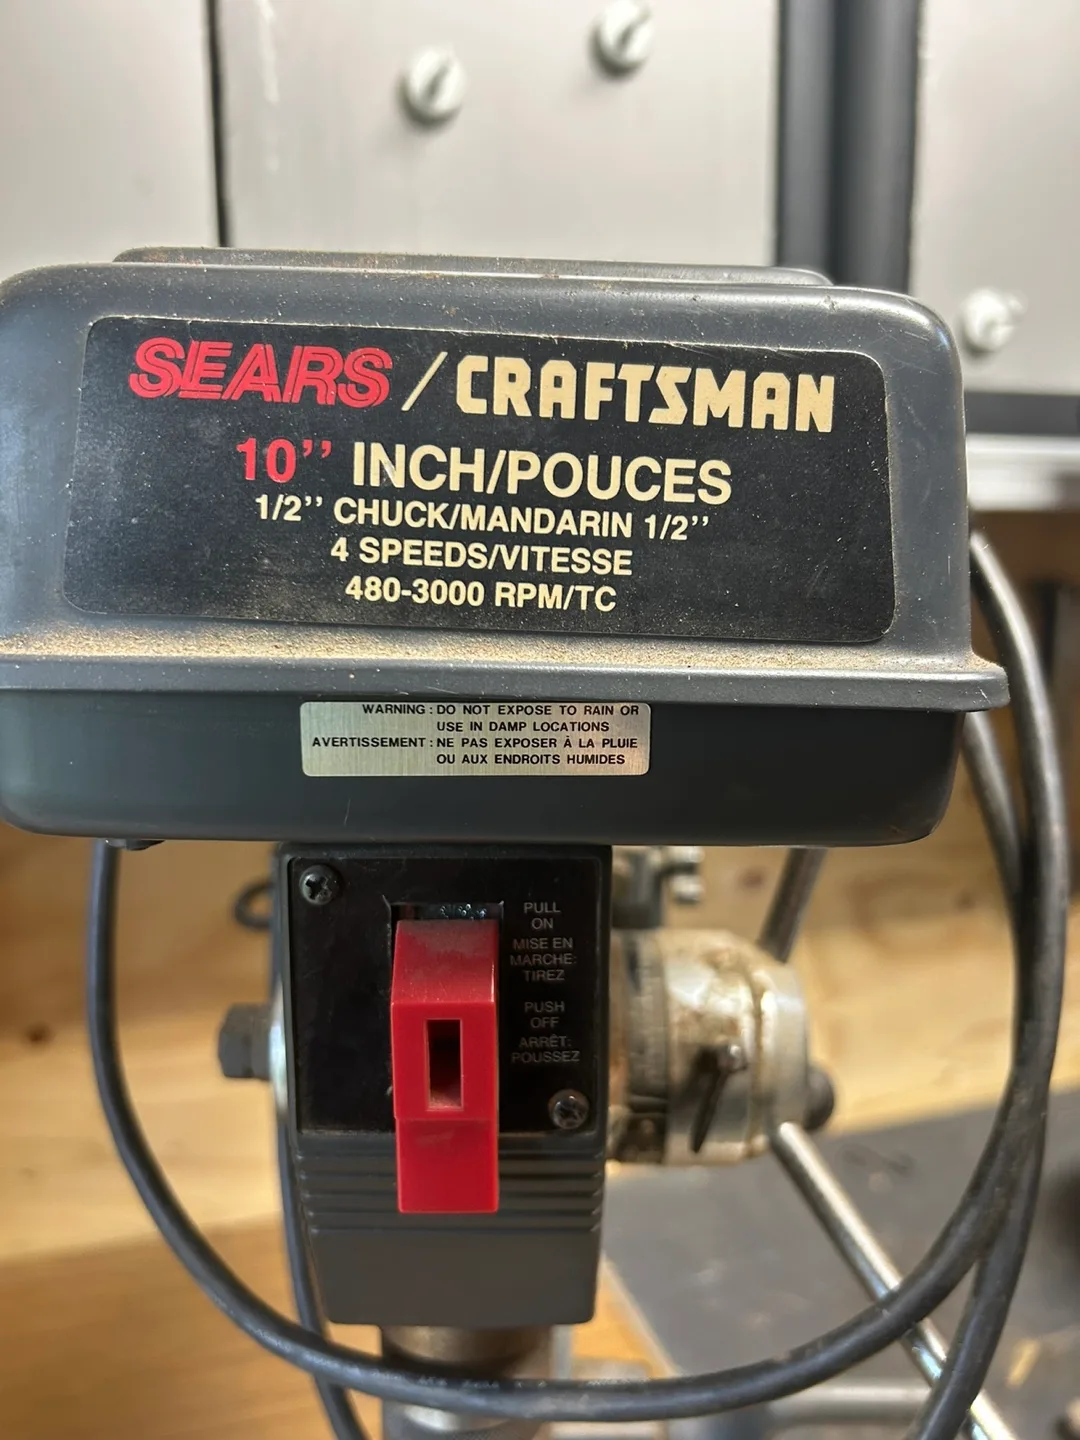 SEARS / CRAFTSMAN
10'' INCH/POUCES
1/2'' CHUCK/MANDARIN 1/2''
4 SPEEDS/VITESSE
480-3000 RPM/TC
WARNING : DO NOT EXPOSE TO RAIN OR
USE IN DAMP LOCATIONS
AVERTISSEMENT : NE PAS EXPOSER À LA PLUIE
OU AUX ENDROITS HUMIDES
PULL
ON
MISE EN
MARCHE:
TIREZ
PUSH
OFF
ARRÊT:
POUSSEZ